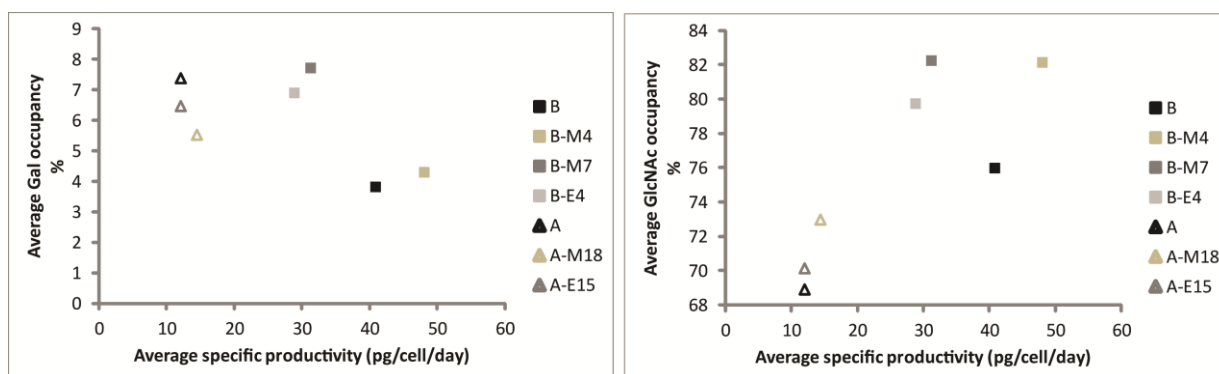 Average Gal occupancy
%
9
8
7
6
5
4
3
2
1
0
0 10 20 30 40 50 60
Average specific productivity (pg/cell/day)
B
B-M4
B-M7
B-E4
A
A-M18
A-E15
Average GlcNAc occupancy
%
84
82
80
78
76
74
72
70
68
0 10 20 30 40 50 60
Average specific productivity (pg/cell/day)
B
B-M4
B-M7
B-E4
A
A-M18
A-E15